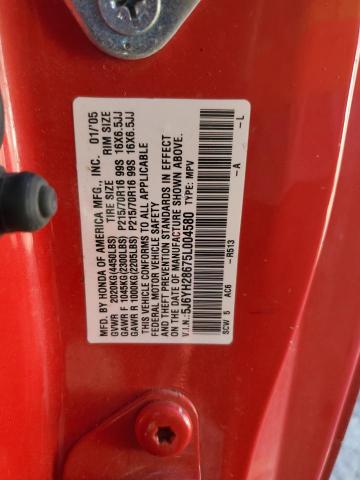 MFD. BY HONDA OF AMERICA MFG., INC. 01/'05
TIRE SIZE RIM SIZE
GVWR 2020KG(4450LBS)
GAWR F 1045KG(2300LBS) P215/70R16 99S 16X6.5JJ
GAWR R 1000KG(2205LBS) P215/70R16 99S 16X6.5JJ
THIS VEHICLE CONFORMS TO ALL APPLICABLE
FEDERAL MOTOR VEHICLE SAFETY
AND THEFT PREVENTION STANDARDS IN EFFECT
ON THE DATE OF MANUFACTURE SHOWN ABOVE.
V.I.N.:5J6YH28675L004580 TYPE: MPV
SCW 5 AC6 -R513 -A -L